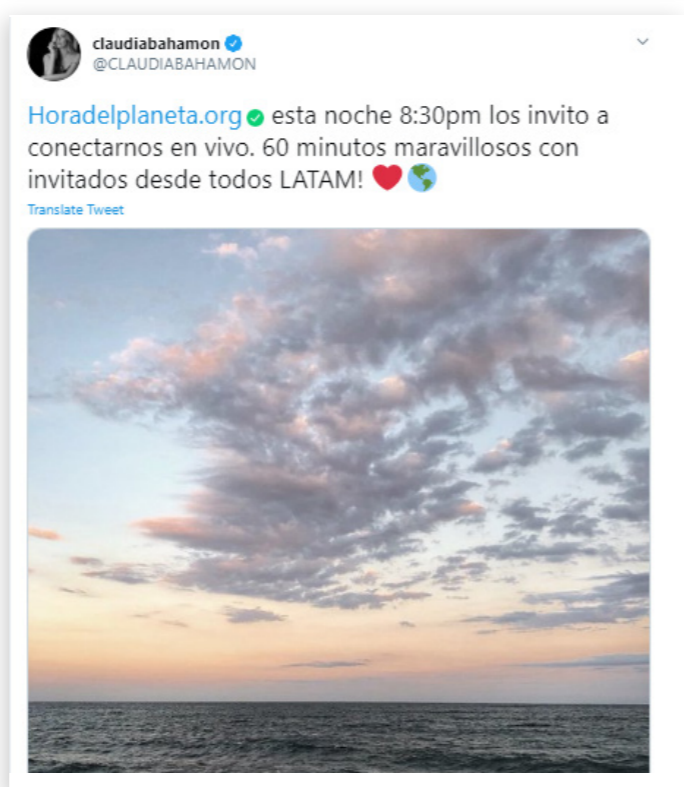 claudiabahamon
@CLAUDIABAHAMON
Horadelplaneta.org esta noche 8:30pm los invito a
conectarnos en vivo. 60 minutos maravillosos con
invitados desde todos LATAM! ❤️🌎
Translate Tweet